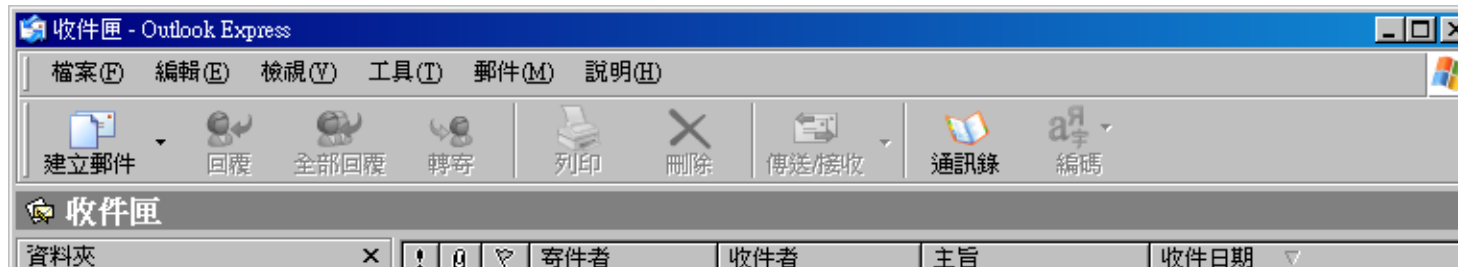 收件匣 - Outlook Express
檔案(F) 編輯(E) 檢視(V) 工具(T) 郵件(M) 說明(H)
建立郵件 回覆 全部回覆 轉寄 列印 刪除 傳送/接收 通訊錄 編碼
收件匣
資料夾 寄件者 收件者 主旨 收件日期